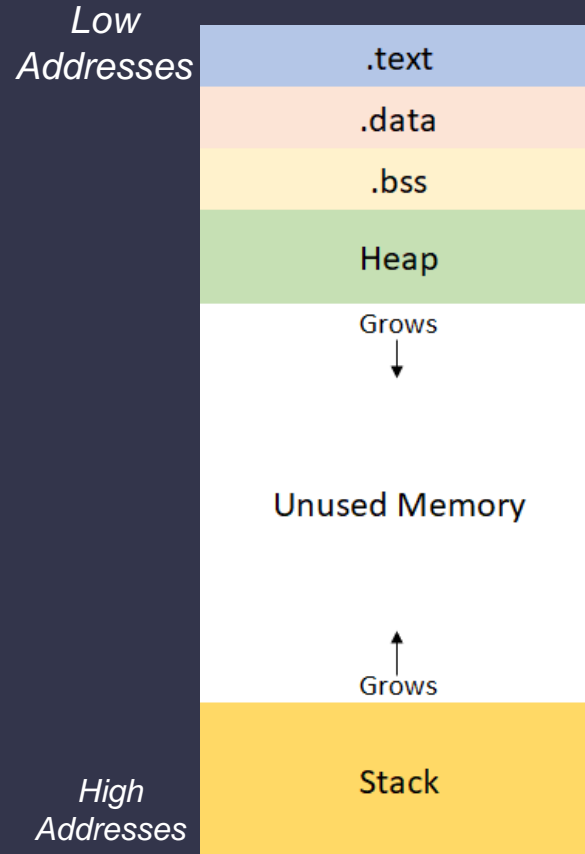 Low
Addresses
.text
.data
.bss
Heap
Grows
Unused Memory
Grows
Stack
High
Addresses